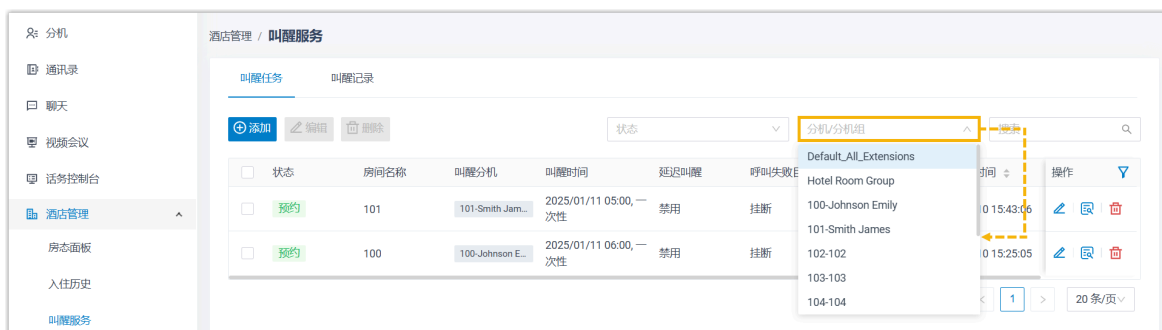 分机
通讯录
聊天
视频会议
话务控制台
酒店管理
房态面板
入住历史
叫醒服务
酒店管理 / 叫醒服务
叫醒任务 叫醒记录
添加 编辑 删除 状态 分机/分机组 搜索
状态 房间名称 叫醒分机 叫醒时间 延迟叫醒 呼叫失败 时间 操作
预约 101 101-Smith Jam... 2025/01/11 05:00, 一
次性 禁用 挂断 0 15:43:06
预约 100 100-Johnson E... 2025/01/11 06:00, 一
次性 禁用 挂断 0 15:25:05
Default_All_Extensions
Hotel Room Group
100-Johnson Emily
101-Smith James
102-102
103-103
104-104
1 20 条/页